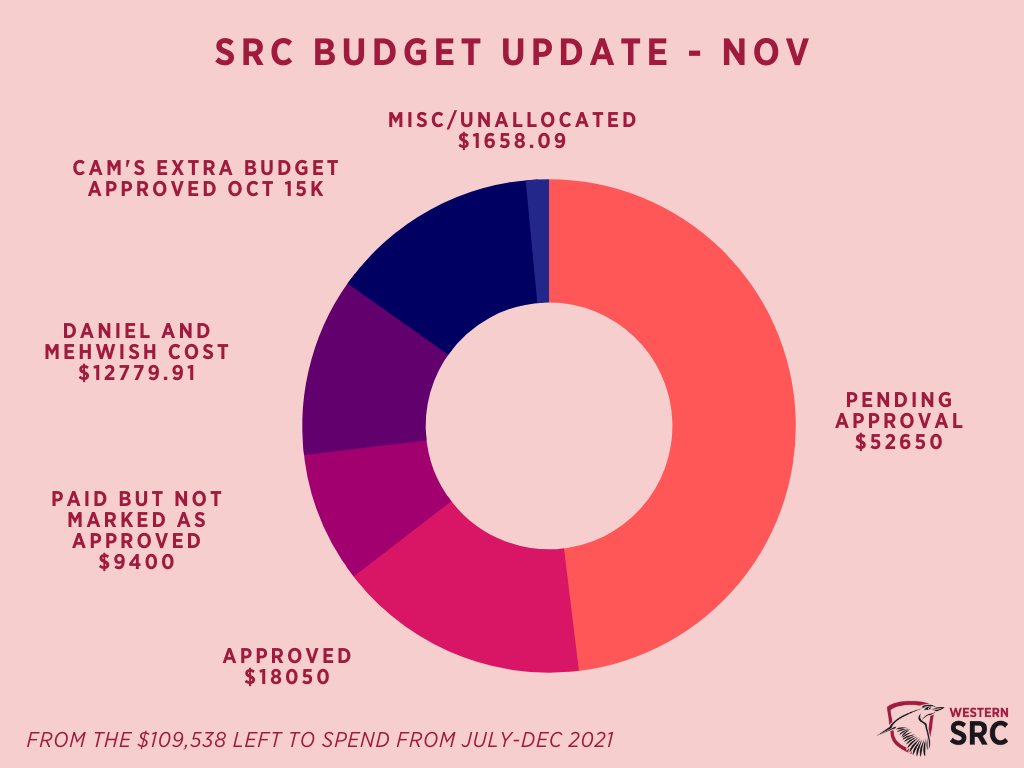 SRC BUDGET UPDATE - NOV
MISC/UNALLOCATED
$1658.09
CAM'S EXTRA BUDGET
APPROVED OCT 15K
DANIEL AND
MEHWISH COST
$12779.91
PENDING
APPROVAL
$52650
PAID BUT NOT
MARKED AS
APPROVED
$9400
APPROVED
$18050
FROM THE $109,538 LEFT TO SPEND FROM JULY-DEC 2021
WESTERN
SRC